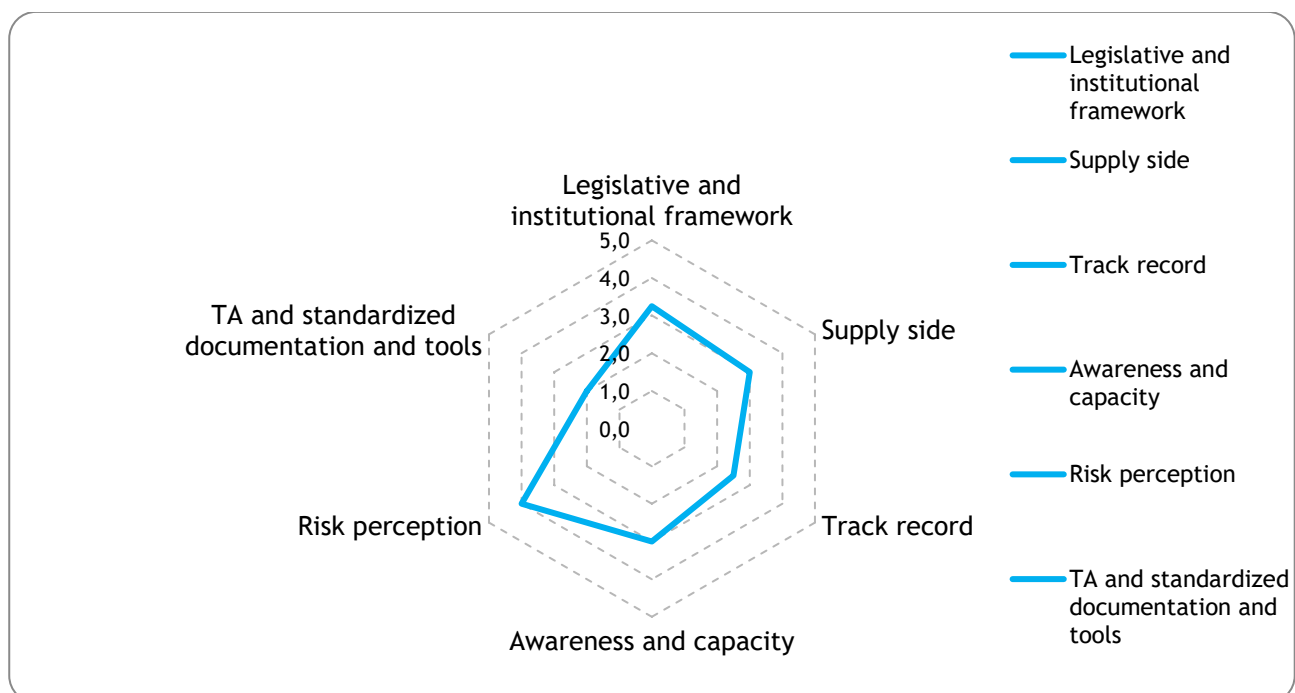 Legislative and
institutional framework
5,0
4,0
3,0
2,0
1,0
0,0
Supply side
Track record
Awareness and capacity
Risk perception
TA and standardized
documentation and tools
Legislative and
institutional
framework
Supply side
Track record
Awareness and
capacity
Risk perception
TA and standardized
documentation and
tools